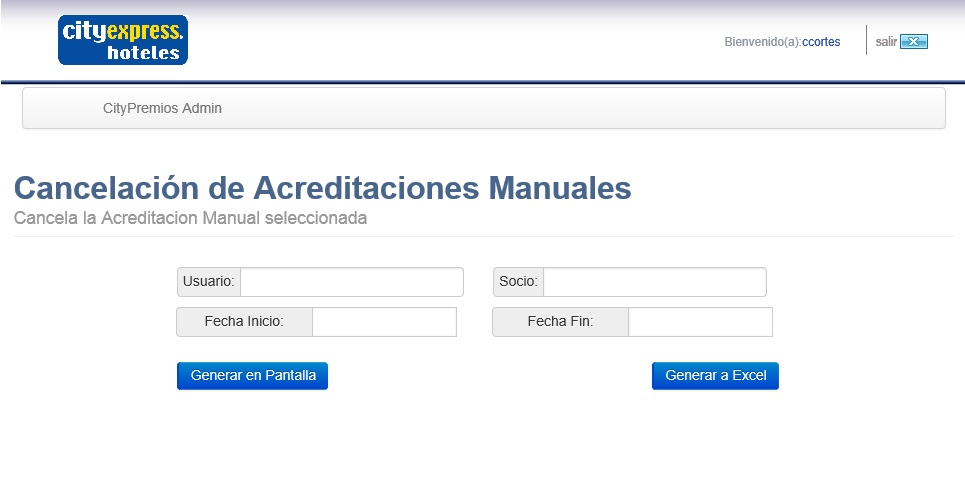 cityexpress.
hoteles
Bienvenido(a):ccortes
salir
CityPremios Admin
Cancelación de Acreditaciones Manuales
Cancela la Acreditacion Manual seleccionada
Usuario:
Socio:
Fecha Inicio:
Fecha Fin:
Generar en Pantalla
Generar a Excel